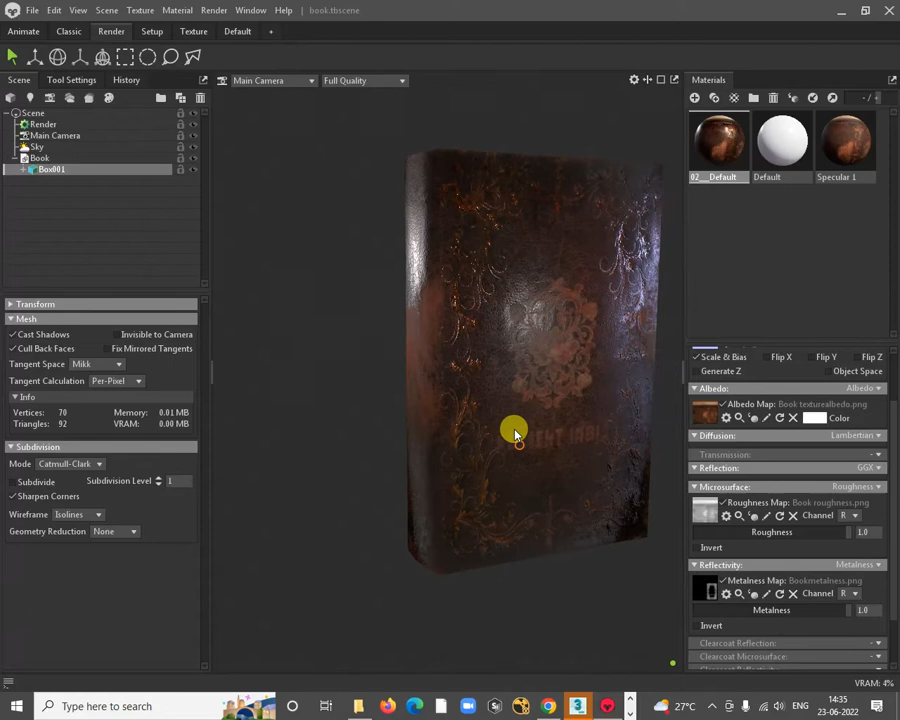 File Edit View Scene Texture Material Render Window Help book.tbscene
Animate Classic Render Setup Texture Default +
Scene Tool Settings History
Main Camera Full Quality
Materials
-/÷
Scene
Render
Main Camera
Sky
Book
Box001
02__Default Default Specular 1
Transform
Mesh
Cast Shadows Invisible to Camera
Cull Back Faces Fix Mirrored Tangents
Tangent Space Mikk
Tangent Calculation Per-Pixel
Info
Vertices: 70 Memory: 0.01 MB
Triangles: 92 VRAM: 0.00 MB
Subdivision
Mode Catmull-Clark
Subdivide Subdivision Level 1
Sharpen Corners
Wireframe Isolines
Geometry Reduction None
Scale & Bias Flip X Flip Y Flip Z
Generate Z Object Space
Albedo: Albedo
Albedo Map: Book texturealbedo.png
Color
Diffusion: Lambertian
Transmission: -
Reflection: GGX
Microsurface: Roughness
Roughness Map: Book roughness.png
Channel R
Roughness 1.0
Invert
Reflectivity: Metalness
Metalness Map: Bookmetalness.png
Channel R
Metalness 1.0
Invert
Clearcoat Reflection: -
Clearcoat Microsurface: -
VRAM: 4%
Type here to search
27°C
ENG
14:35
23-06-2022